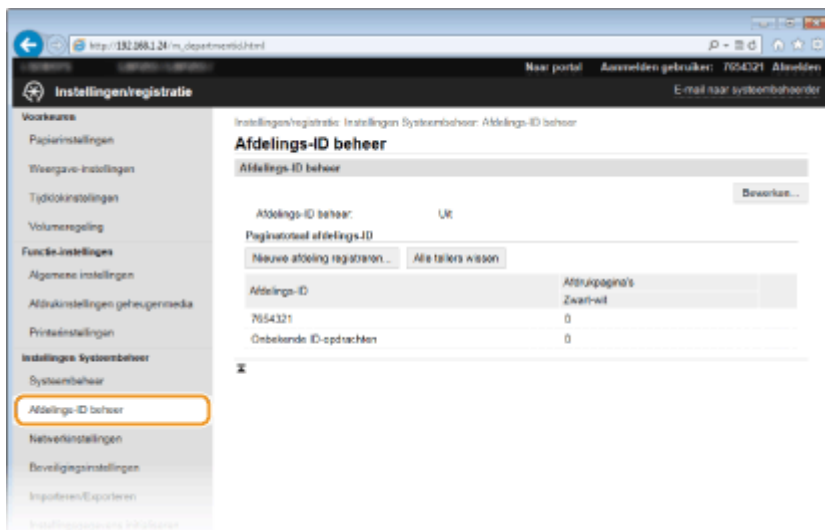 http://192.168.1.24/m_departmentid.html
Naar portal Aanmelden gebruiker: 7654321 Afmelden
Instellingen/registratie
E-mail naar systeembeheerder
Voorkeuren
Papierinstellingen
Weergave-instellingen
Tijdklokinstellingen
Volumeregeling
Functie-instellingen
Algemene instellingen
Afdrukinstellingen geheugenmedia
Printerinstellingen
Instellingen Systeembeheer
Systeembeheer
Afdelings-ID beheer
Netwerkinstellingen
Beveiligingsinstellingen
Importeren/Exporteren
Instellingen/registratie: Instellingen Systeembeheer: Afdelings-ID beheer
Afdelings-ID beheer
Afdelings-ID beheer
Bewerken...
Afdelings-ID beheer: Uit
Paginatotaal afdelings-ID
Nieuwe afdeling registreren... Alle tellers wissen
Afdelings-ID
Afdrukpagina's
Zwart-wit
7654321 0
Onbekende ID-opdrachten 0